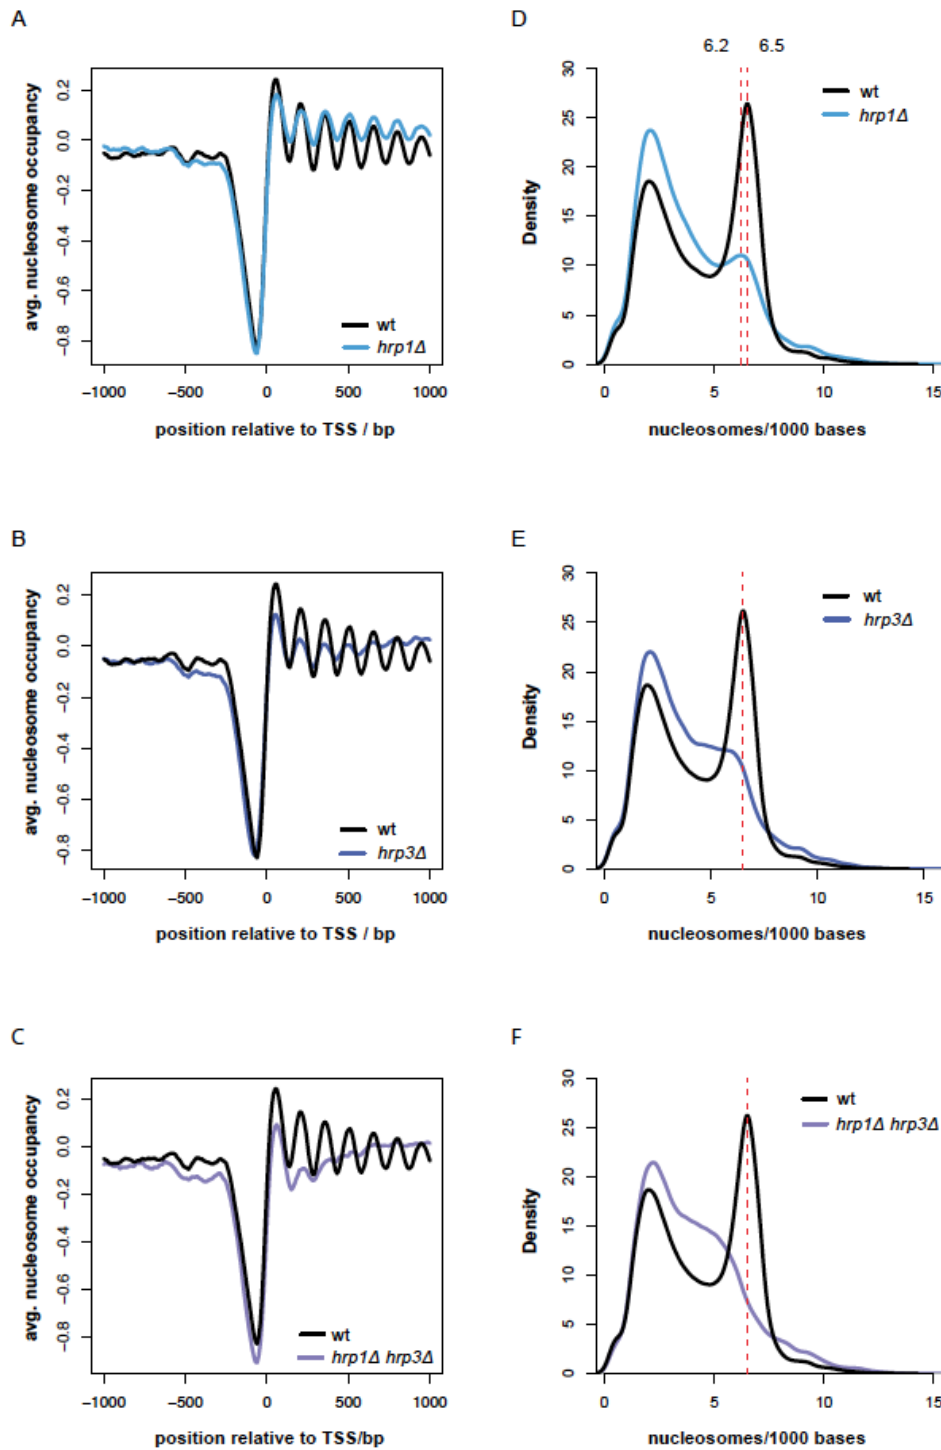 A
avg. nucleosome occupancy
0.2
0.0
−0.2
−0.4
−0.6
−0.8
wt
hrp1Δ
−1000 −500 0 500 1000
position relative to TSS / bp
D
6.2 6.5
Density
30
25
20
15
10
5
0
wt
hrp1Δ
0 5 10 15
nucleosomes/1000 bases
B
avg. nucleosome occupancy
0.2
0.0
−0.2
−0.4
−0.6
−0.8
wt
hrp3Δ
−1000 −500 0 500 1000
position relative to TSS / bp
E
Density
30
25
20
15
10
5
0
wt
hrp3Δ
0 5 10 15
nucleosomes/1000 bases
C
avg. nucleosome occupancy
0.2
0.0
−0.2
−0.4
−0.6
−0.8
wt
hrp1Δ hrp3Δ
−1000 −500 0 500 1000
position relative to TSS/bp
F
Density
30
25
20
15
10
5
0
wt
hrp1Δ hrp3Δ
0 5 10 15
nucleosomes/1000 bases